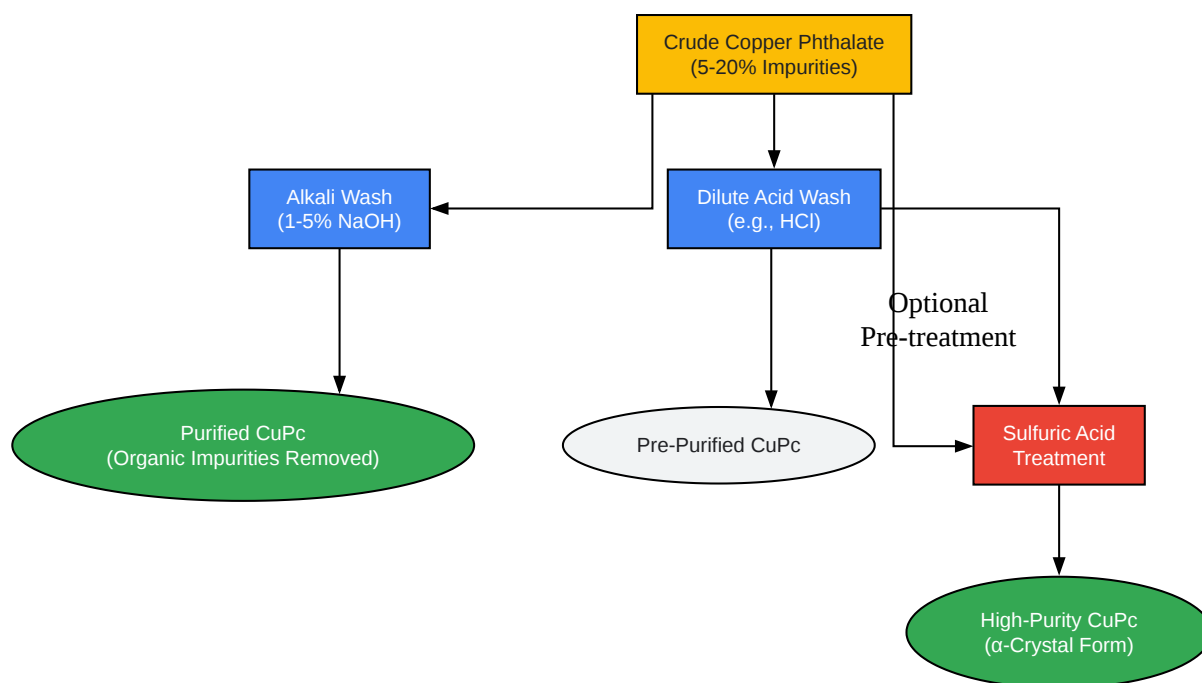 Crude Copper Phthalate
(5-20% Impurities)
Alkali Wash
(1-5% NaOH)
Dilute Acid Wash
(e.g., HCl)
Optional
Pre-treatment
Purified CuPc
(Organic Impurities Removed)
Pre-Purified CuPc
Sulfuric Acid
Treatment
High-Purity CuPc
(α-Crystal Form)